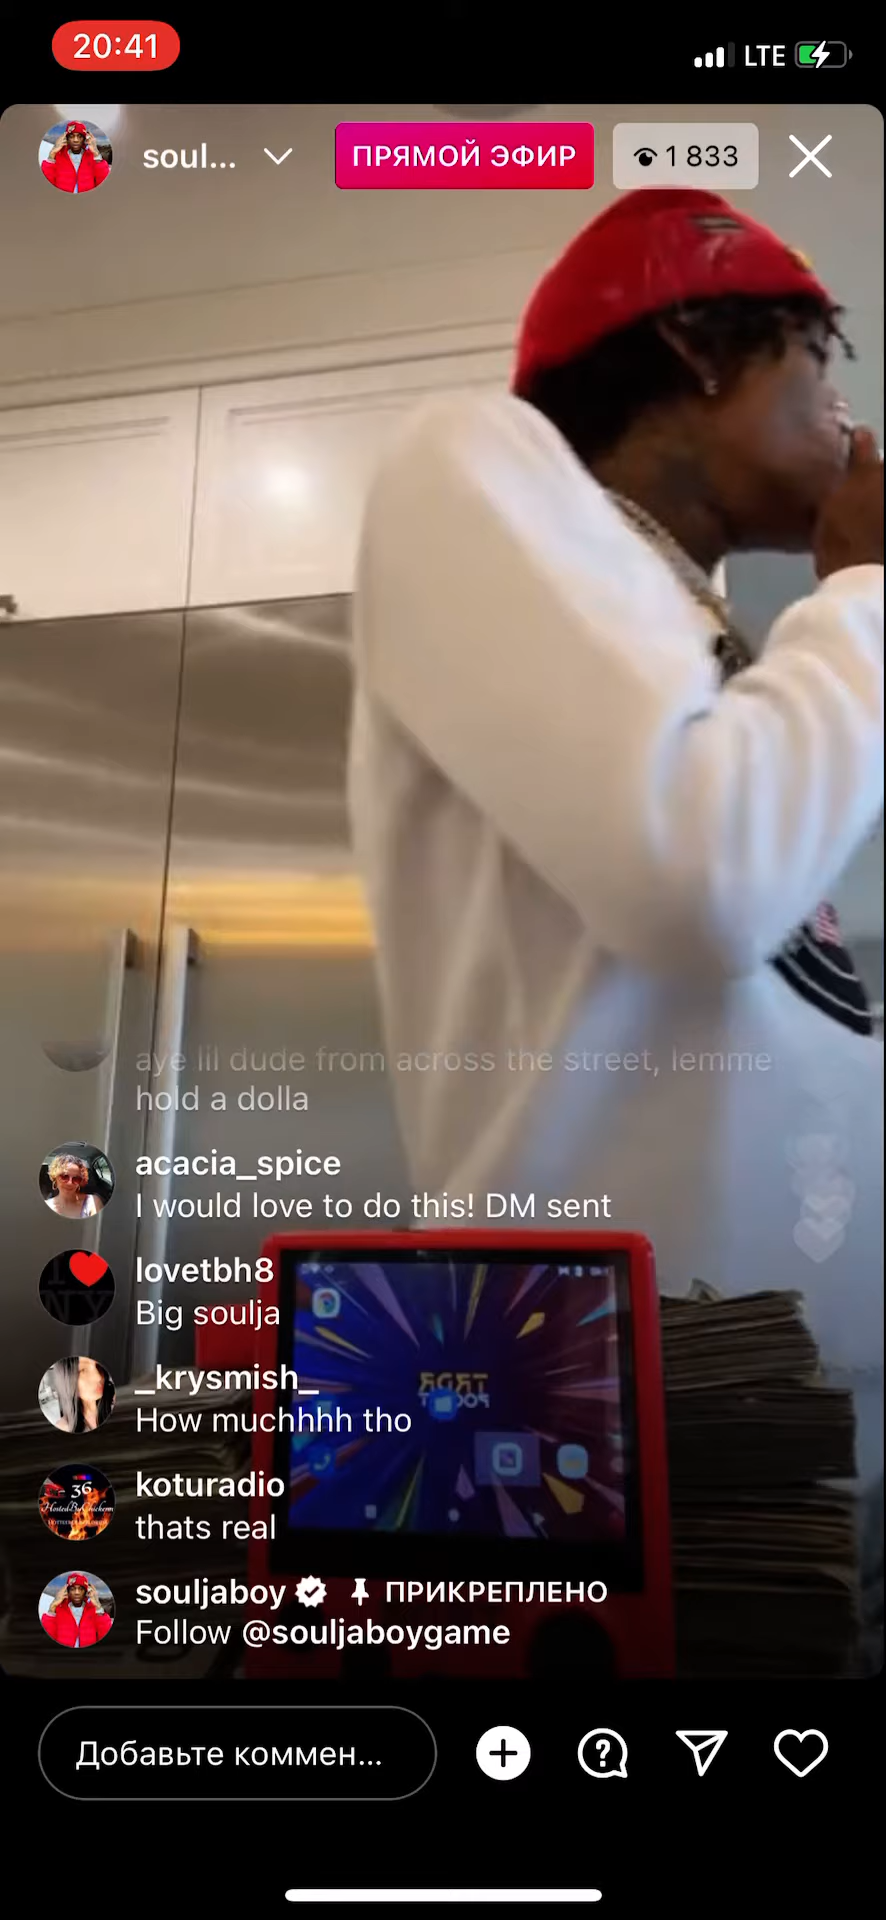 20:41
LTE
soul...
ПРЯМОЙ ЭФИР
1 833
aye lil dude from across the street, lemme
hold a dolla
acacia_spice
I would love to do this! DM sent
lovetbh8
Big soulja
_krysmish_
How muchhhh tho
koturadio
thats real
souljaboy ПРИКРЕПЛЕНО
Follow @souljaboygame
Добавьте коммен...